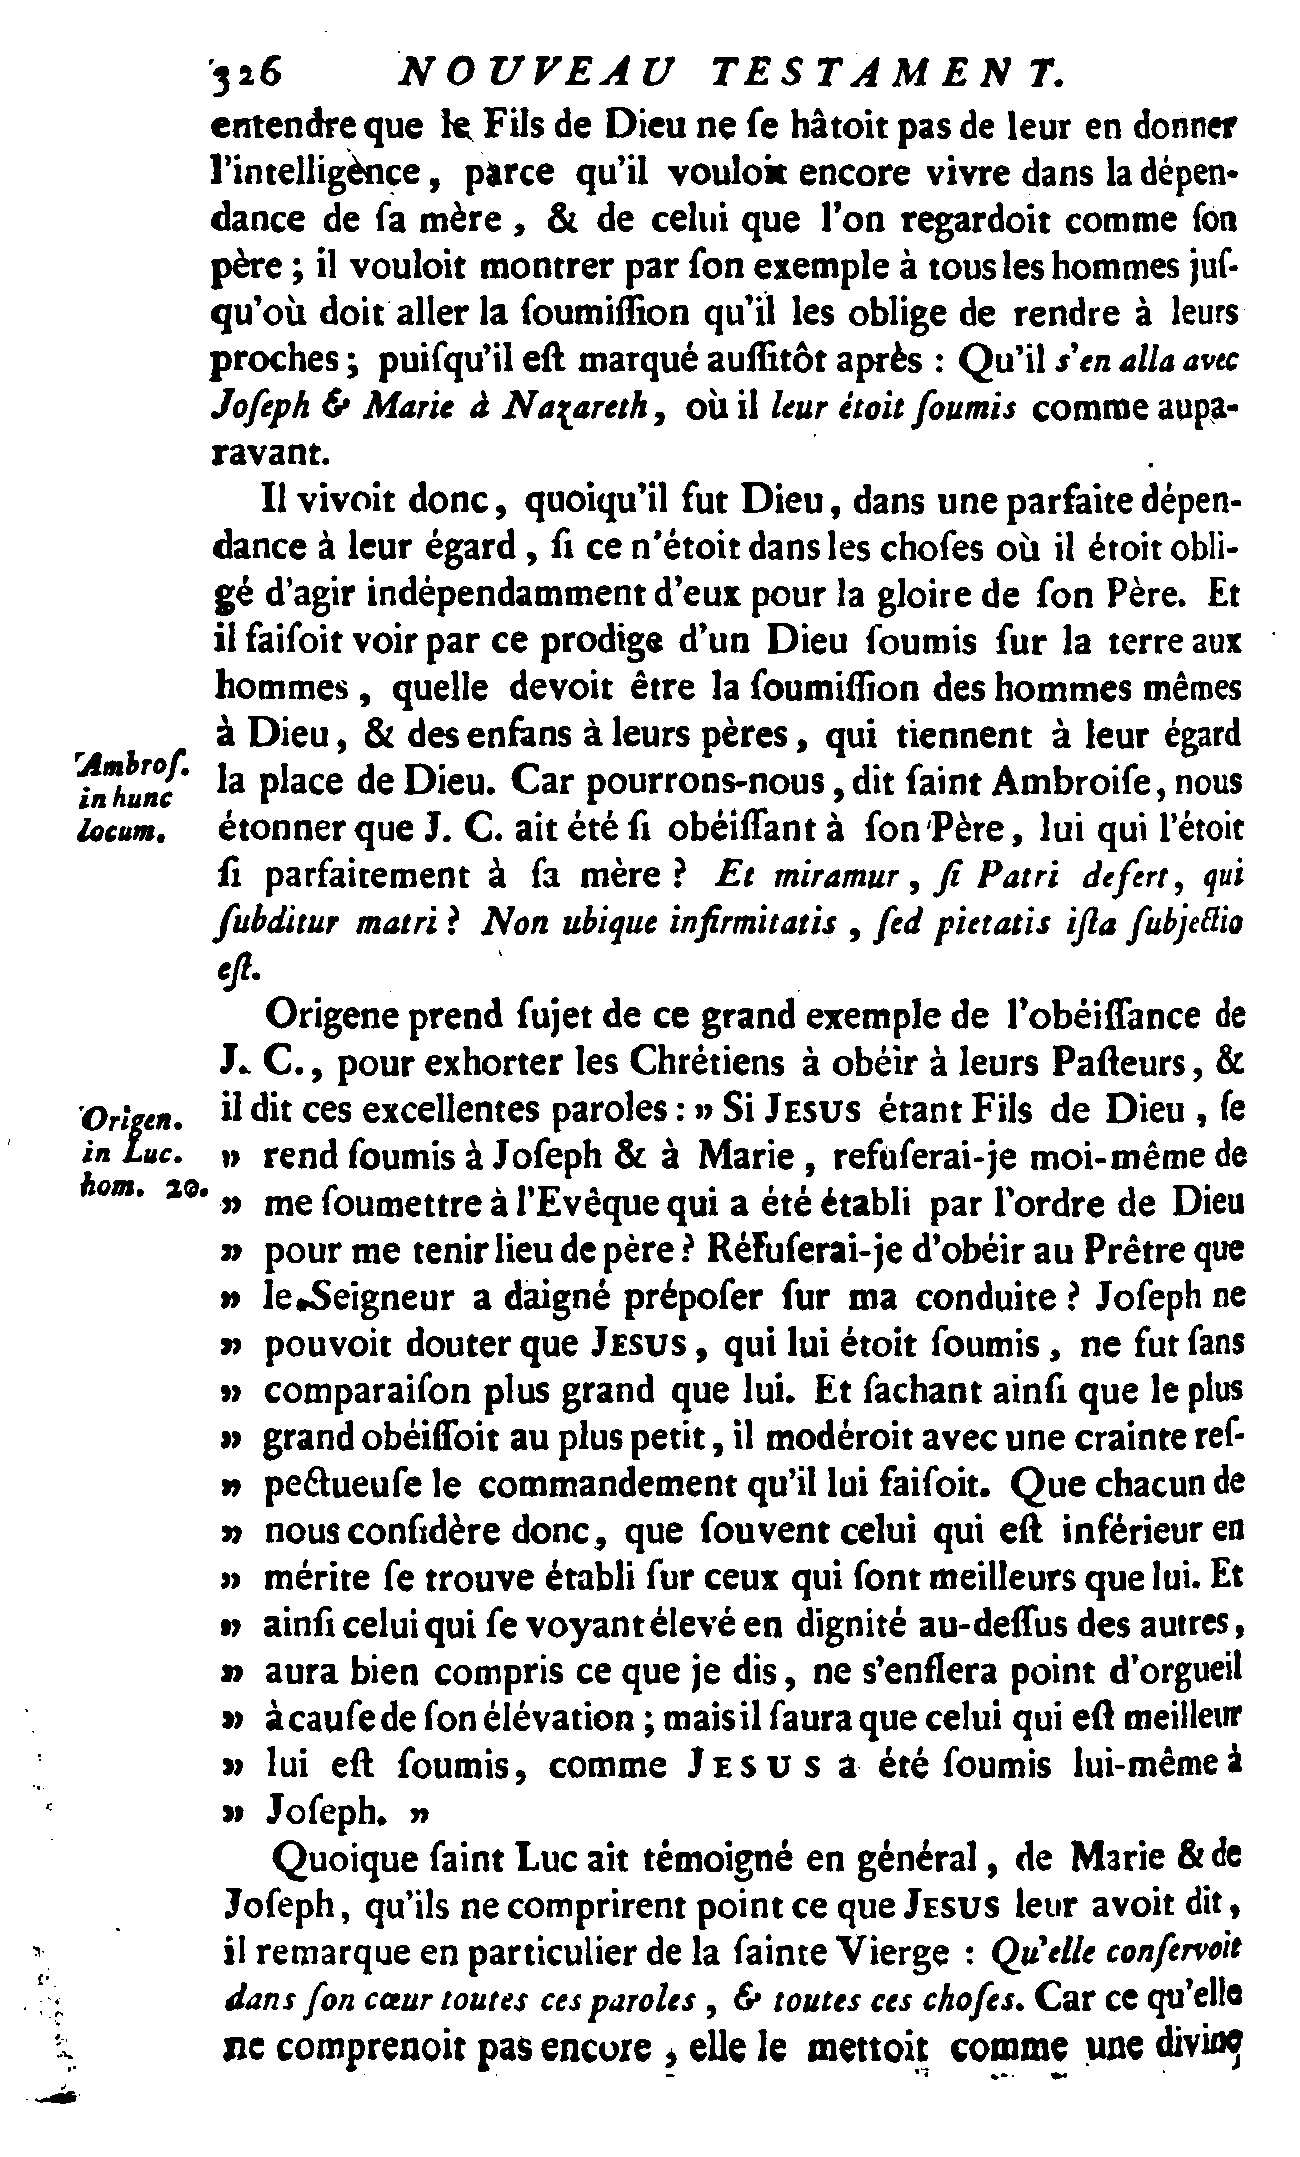 326 NOUVEAU TESTAMENT.
entendre que le Fils de Dieu ne ſe hâtoit pas de leur en donner
l'intelligènce, parce qu'il vouloit encore vivre dans la dépen-
dance de ſa mère, & de celui que l'on regardoit comme ſon
père ; il vouloit montrer par ſon exemple à tous les hommes juſ-
qu'où doit aller la ſoumiſſion qu'il les oblige de rendre à leurs
proches ; puiſqu'il eſt marqué auſſitôt après : Qu'il s'en alla avec
Joſeph & Marie à Nazareth, où il leur étoit ſoumis comme aupa-
ravant.
Il vivoit donc, quoiqu'il fut Dieu, dans une parfaite dépen-
dance à leur égard, ſi ce n'étoit dans les choſes où il étoit obli-
gé d'agir indépendamment d'eux pour la gloire de ſon Père. Et
il faiſoit voir par ce prodige d'un Dieu ſoumis ſur la terre aux
hommes, quelle devoit être la ſoumiſſion des hommes mêmes
à Dieu, & des enfans à leurs pères, qui tiennent à leur égard
Ambroſ.
in hunc
locum.
la place de Dieu. Car pourrons-nous, dit ſaint Ambroiſe, nous
étonner que J. C. ait été ſi obéiſſant à ſon Père, lui qui l'étoit
ſi parfaitement à ſa mère ? Et miramur, ſi Patri defert, qui
ſubditur matri ? Non ubique infirmitatis, ſed pietatis iſta ſubjectio
eſt.
Origene prend ſujet de ce grand exemple de l'obéiſſance de
J. C., pour exhorter les Chrétiens à obéir à leurs Paſteurs, &
Origen.
in Luc.
hom. 20.
il dit ces excellentes paroles : » Si JESUS étant Fils de Dieu, ſe
» rend ſoumis à Joſeph & à Marie, refuſerai-je moi-même de
» me ſoumettre à l'Evêque qui a été établi par l'ordre de Dieu
» pour me tenir lieu de père ? Réfuſerai-je d'obéir au Prêtre que
» le Seigneur a daigné prépoſer ſur ma conduite ? Joſeph ne
» pouvoit douter que JESUS, qui lui étoit ſoumis, ne fut ſans
» comparaiſon plus grand que lui. Et ſachant ainſi que le plus
» grand obéiſſoit au plus petit, il modéroit avec une crainte reſ-
» pectueuſe le commandement qu'il lui faiſoit. Que chacun de
» nous conſidère donc, que ſouvent celui qui eſt inférieur en
» mérite ſe trouve établi ſur ceux qui ſont meilleurs que lui. Et
» ainſi celui qui ſe voyant élevé en dignité au-deſſus des autres,
» aura bien compris ce que je dis, ne s'enflera point d'orgueil
» à cauſe de ſon élévation ; mais il ſaura que celui qui eſt meilleur
» lui eſt ſoumis, comme JESUS a été ſoumis lui-même à
» Joſeph. »
Quoique ſaint Luc ait témoigné en général, de Marie & de
Joſeph, qu'ils ne comprirent point ce que JESUS leur avoit dit,
il remarque en particulier de la ſainte Vierge : Qu'elle conſervoit
dans ſon cœur toutes ces paroles, & toutes ces choſes. Car ce qu'elle
ne comprenoit pas encore, elle le mettoit comme une divine